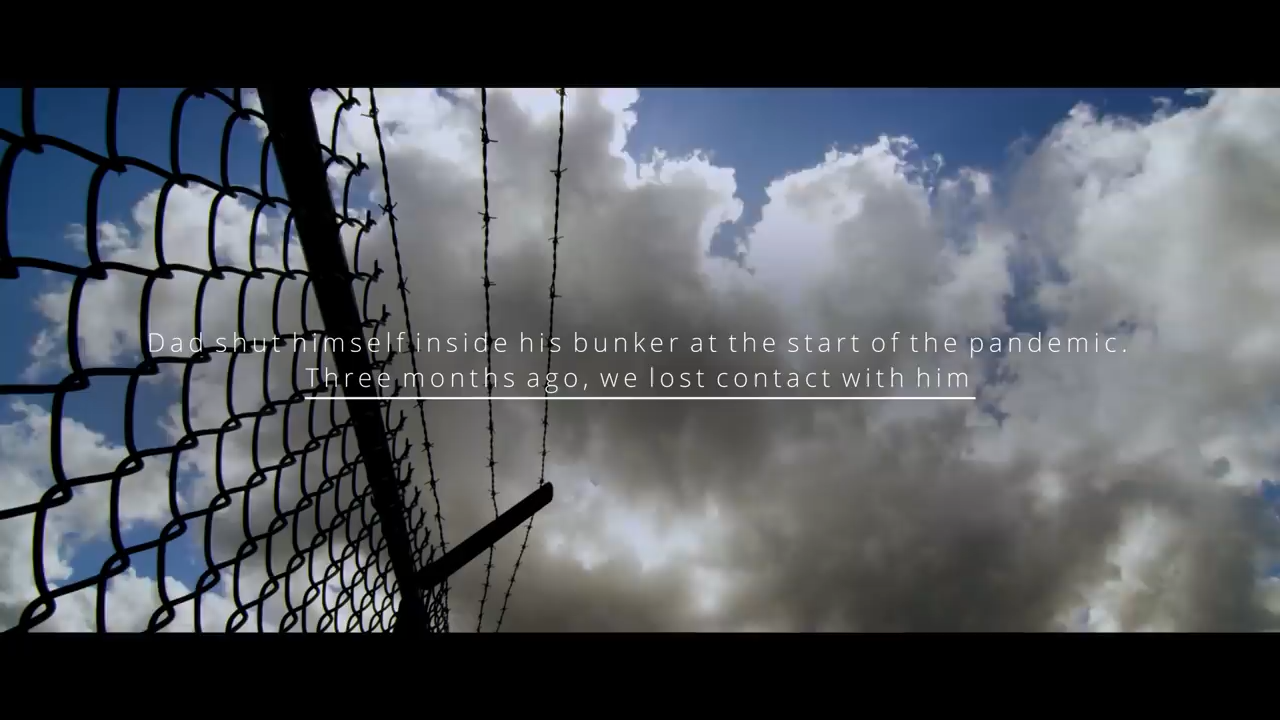 Dad shut himself inside his bunker at the start of the pandemic.
Three months ago, we lost contact with him